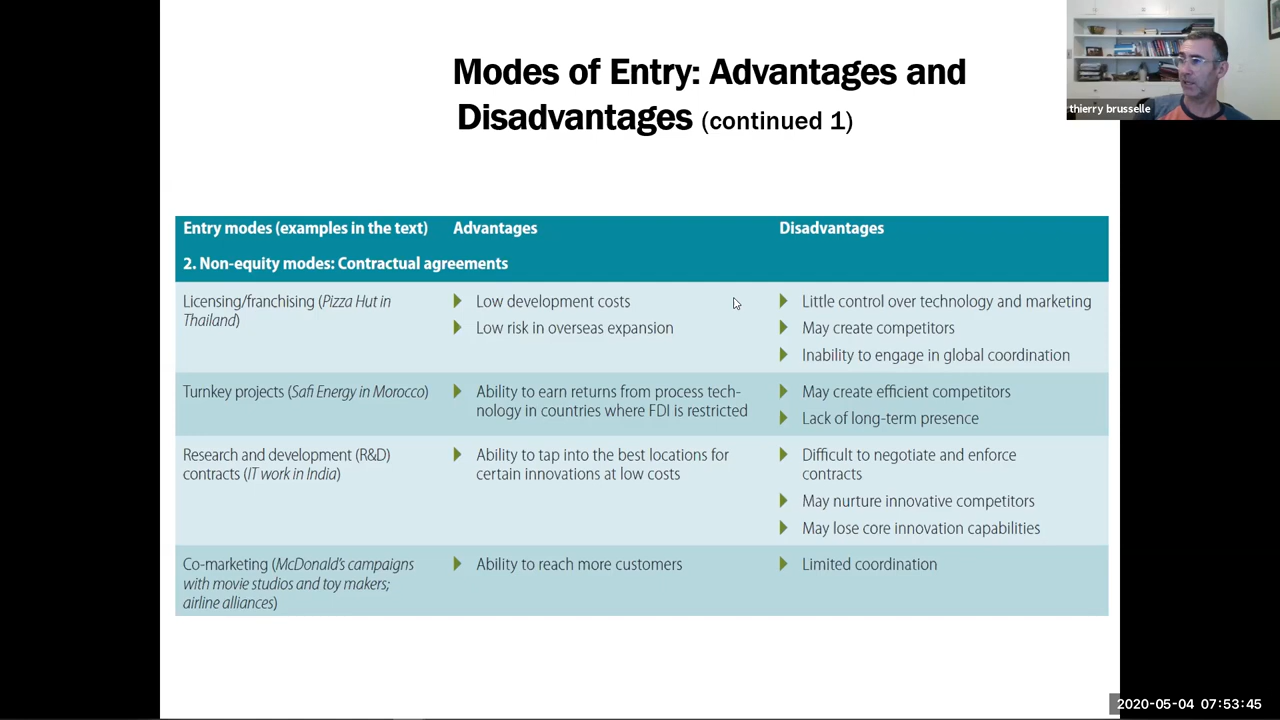 Modes of Entry: Advantages and
Disadvantages (continued 1)
thierry brusselle
Entry modes (examples in the text) Advantages Disadvantages
2. Non-equity modes: Contractual agreements
Licensing/franchising (Pizza Hut in
Thailand)
Low development costs
Low risk in overseas expansion
Little control over technology and marketing
May create competitors
Inability to engage in global coordination
Turnkey projects (Safi Energy in Morocco)
Ability to earn returns from process tech-
nology in countries where FDI is restricted
May create efficient competitors
Lack of long-term presence
Research and development (R&D)
contracts (IT work in India)
Ability to tap into the best locations for
certain innovations at low costs
Difficult to negotiate and enforce
contracts
May nurture innovative competitors
May lose core innovation capabilities
Co-marketing (McDonald's campaigns
with movie studios and toy makers;
airline alliances)
Ability to reach more customers
Limited coordination
2020-05-04 07:53:45